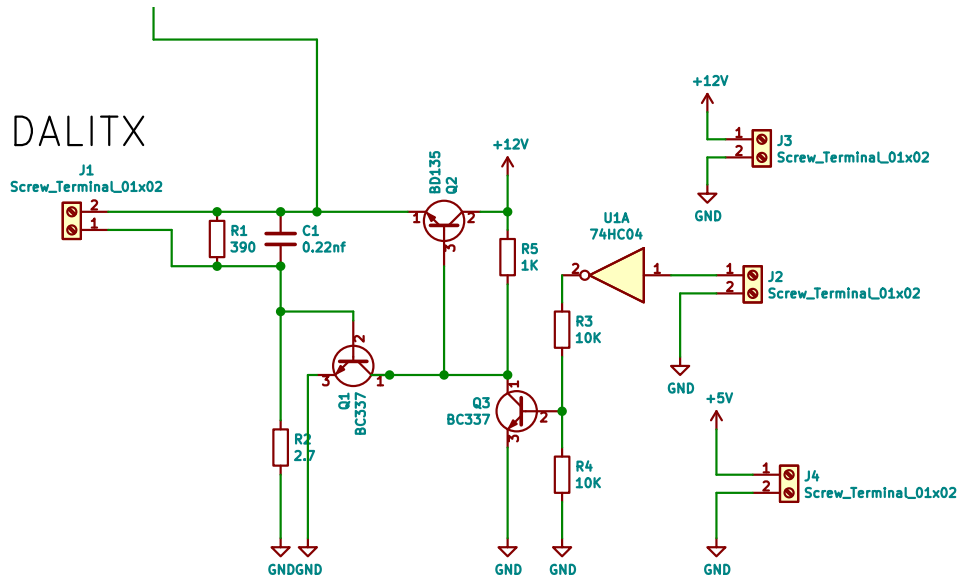 +12V
DALITX
J1
Screw_Terminal_01x02
2
1
R1
390
C1
0.22nf
BD135
Q2
1
2
3
+12V
R5
1K
1
2
J3
Screw_Terminal_01x02
GND
U1A
74HC04
2
1
1
2
J2
Screw_Terminal_01x02
GND
R3
10K
2
3
1
Q1
BC337
Q3
BC337
1
2
3
R2
2.7
R4
10K
+5V
1
2
J4
Screw_Terminal_01x02
GND
GND
GND
GND
GND